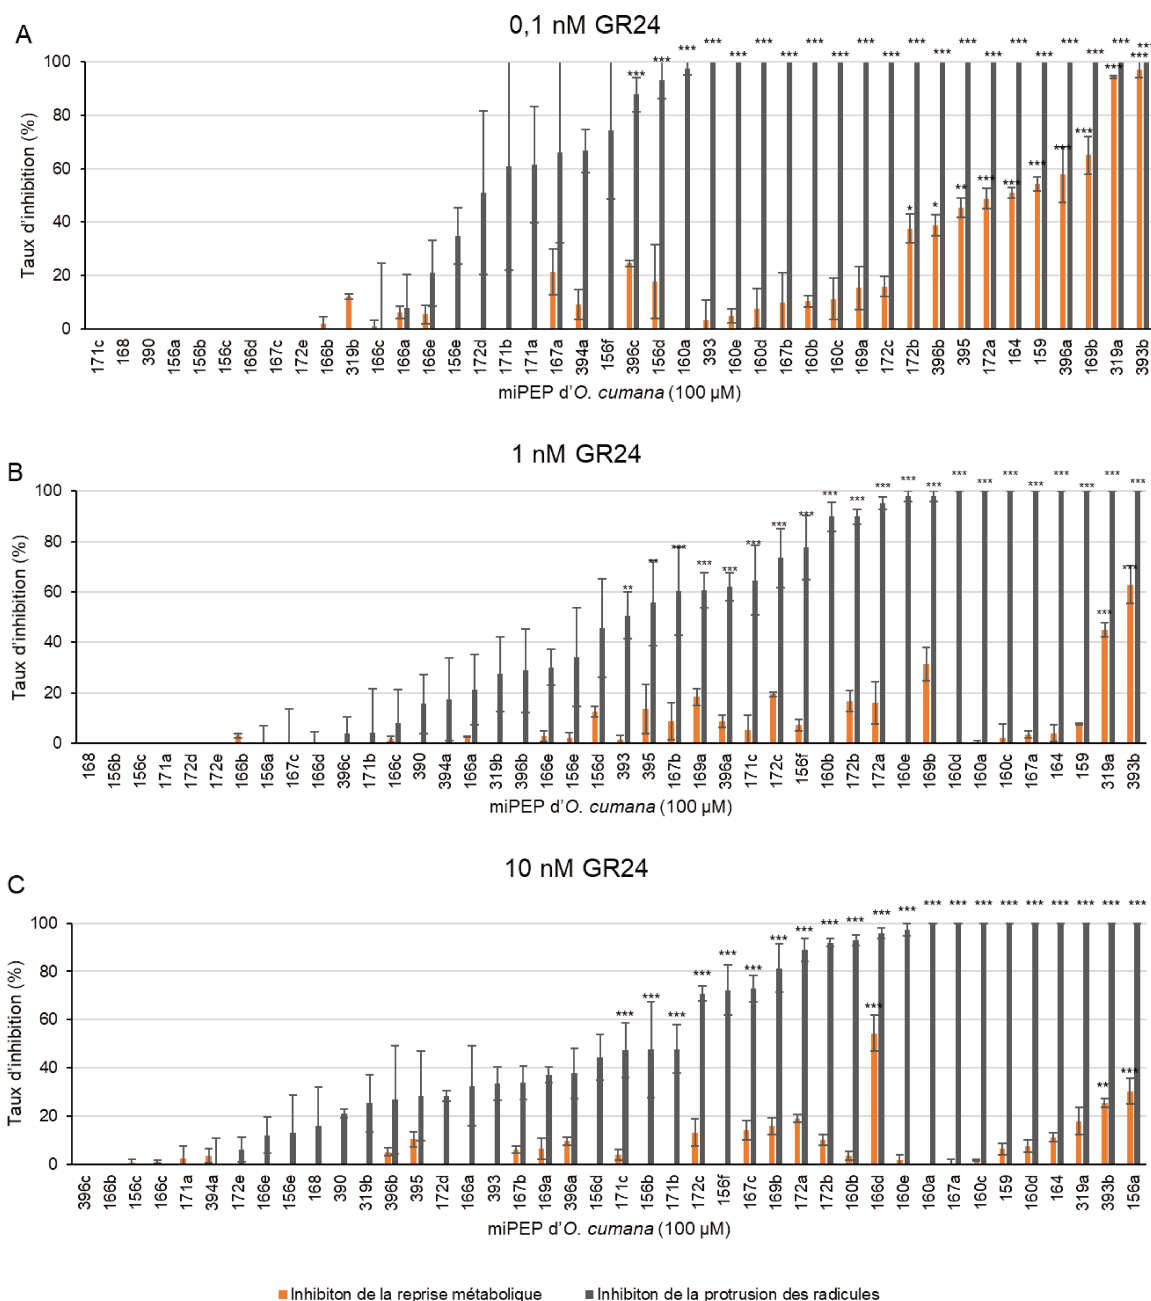 A
0,1 nM GR24
Taux d'inhibition (%)
100
80
60
40
20
0
*** *** *** *** *** *** *** *** *** *** *** *** *** *** *** *** *** *** *** *** ***
* * ** *** *** *** *** *** *** ***
171c 168 390 156a 156b 156c 166d 167c 172e 166b 319b 166c 166a 166e 156e 172d 171b 171a 167a 394a 156f 396c 156d 160a 393 160e 160d 167b 160b 160c 169a 172c 172b 396b 395 172a 164 159 396a 169b 319a 393b
miPEP d'O. cumana (100 µM)
B
1 nM GR24
Taux d'inhibition (%)
100
80
60
40
20
0
** ** *** *** *** *** *** *** *** *** *** *** *** *** *** *** *** *** *** *** ***
*** ***
168 156b 156c 171a 172d 172e 166b 156a 167c 166d 396c 171b 166c 390 394a 166a 319b 396b 166e 156e 156d 393 395 167b 169a 396a 171c 172c 156f 160b 172b 172a 160e 169b 160d 160a 160c 167a 164 159 319a 393b
miPEP d'O. cumana (100 µM)
C
10 nM GR24
Taux d'inhibition (%)
100
80
60
40
20
0
*** *** *** *** *** *** *** *** *** *** *** *** *** *** *** *** *** *** *** *** ***
*** ** ***
396c 166b 156c 166c 171a 394a 172e 166e 156e 168 390 319b 396b 395 172d 166a 393 167b 169a 396a 156d 171c 156b 171b 172c 156f 167c 169b 172a 172b 160b 166d 160e 160a 167a 160c 159 160d 164 319a 393b 156a
miPEP d'O. cumana (100 µM)
Inhibiton de la reprise métabolique
Inhibiton de la protrusion des radicules